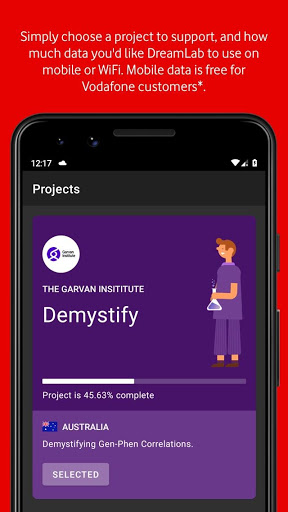 Simply choose a project to support, and how
much data you'd like DreamLab to use on
mobile or WiFi. Mobile data is free for
Vodafone customers*.
12:17
Projects
Garvan
Institute
THE GARVAN INSITITUTE
Demystify
Project is 45.63% complete
AUSTRALIA
Demystifying Gen-Phen Correlations.
SELECTED